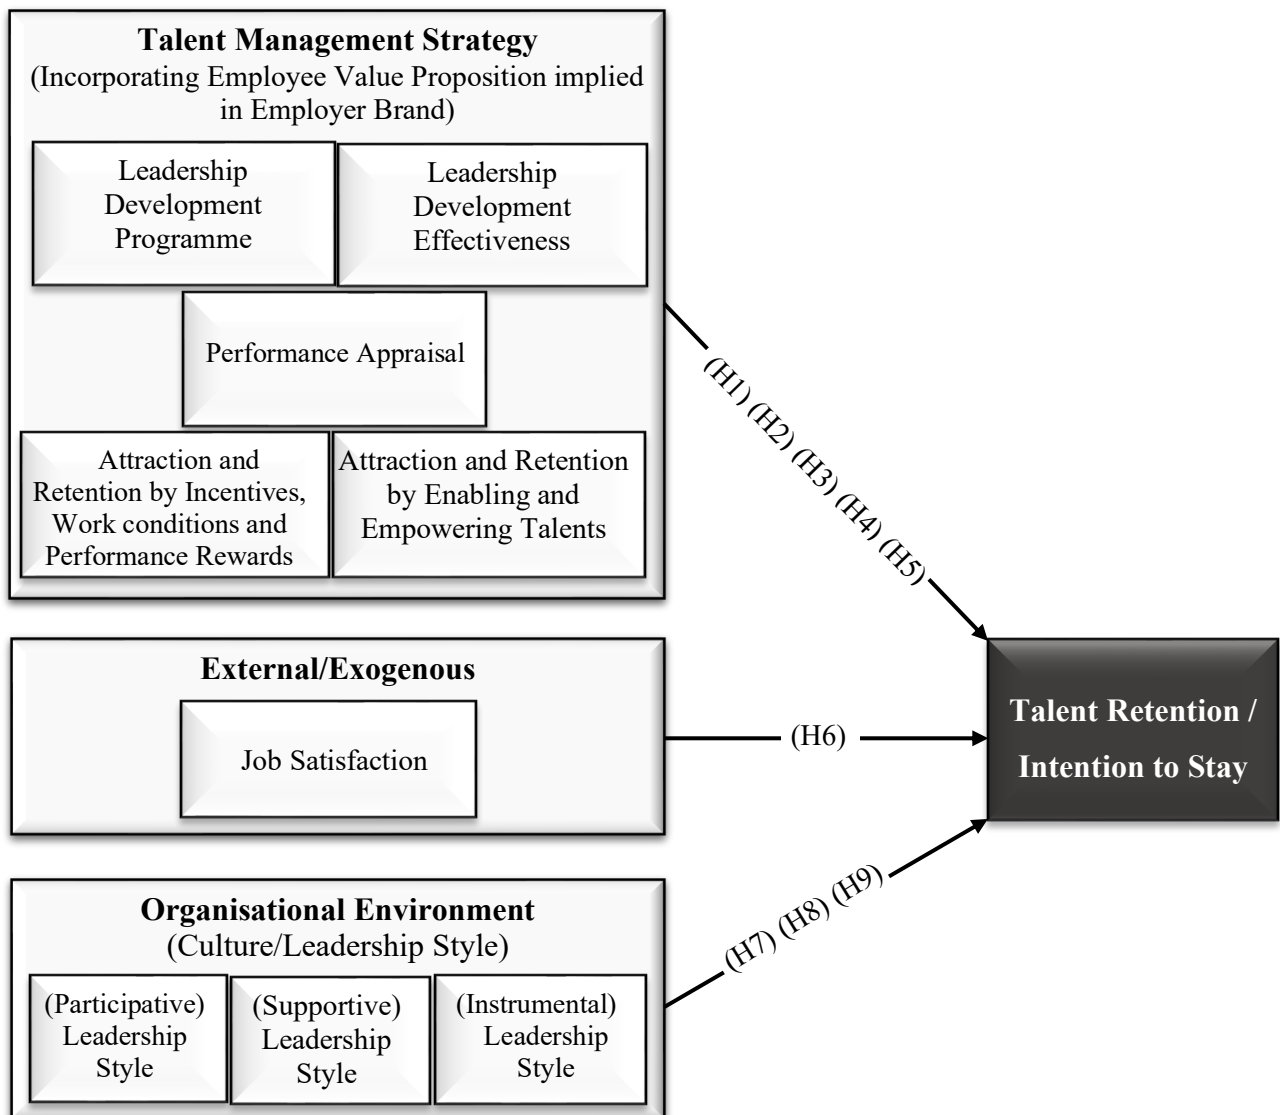 Talent Management Strategy
(Incorporating Employee Value Proposition implied
in Employer Brand)
Leadership
Development
Programme
Leadership
Development
Effectiveness
Performance Appraisal
Attraction and
Retention by Incentives,
Work conditions and
Performance Rewards
Attraction and Retention
by Enabling and
Empowering Talents
(H1) (H2) (H3) (H4) (H5)
External/Exogenous
Job Satisfaction
(H6)
Talent Retention /
Intention to Stay
Organisational Environment
(Culture/Leadership Style)
(Participative)
Leadership
Style
(Supportive)
Leadership
Style
(Instrumental)
Leadership
Style
(H7) (H8) (H9)